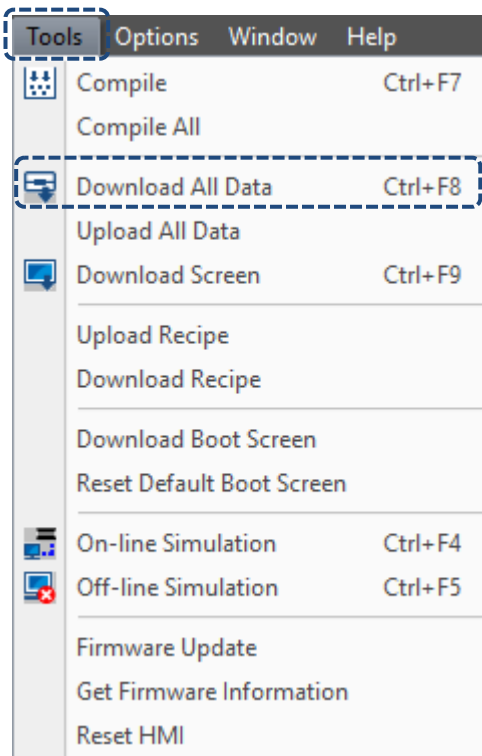 Tools Options Window Help
Compile Ctrl+F7
Compile All
Download All Data Ctrl+F8
Upload All Data
Download Screen Ctrl+F9
Upload Recipe
Download Recipe
Download Boot Screen
Reset Default Boot Screen
On-line Simulation Ctrl+F4
Off-line Simulation Ctrl+F5
Firmware Update
Get Firmware Information
Reset HMI